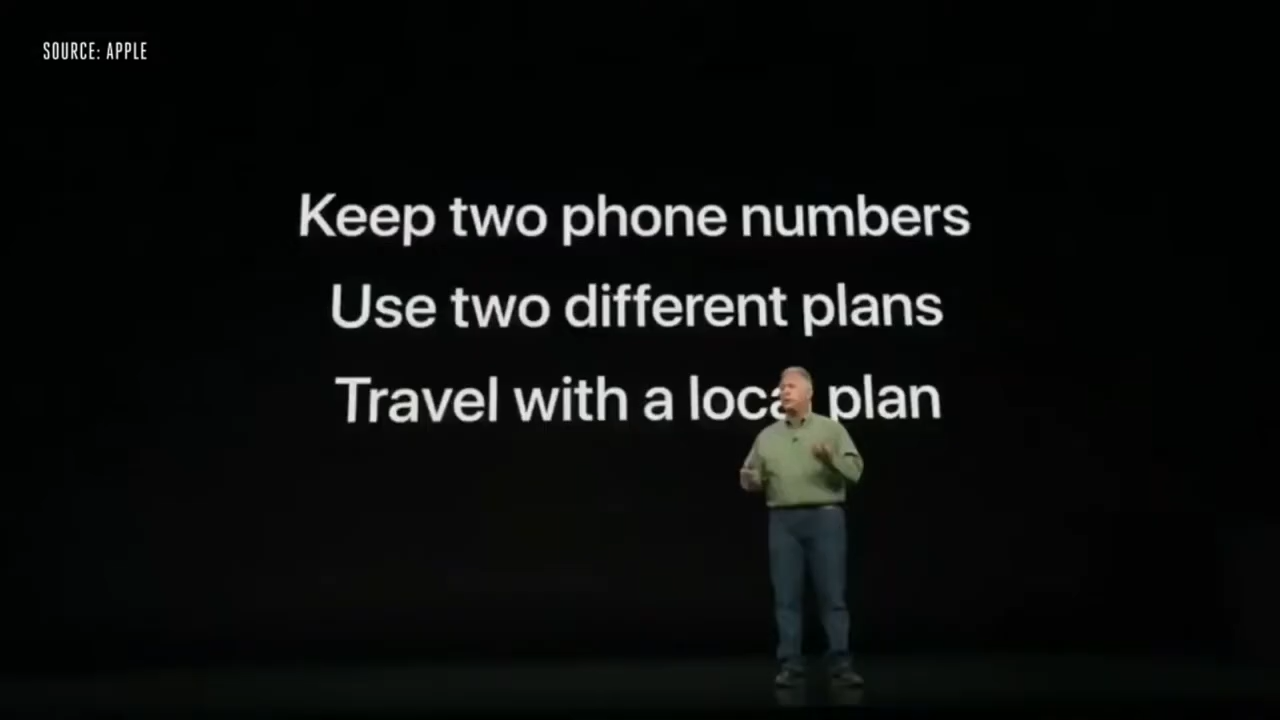 SOURCE: APPLE
Keep two phone numbers
Use two different plans
Travel with a local plan